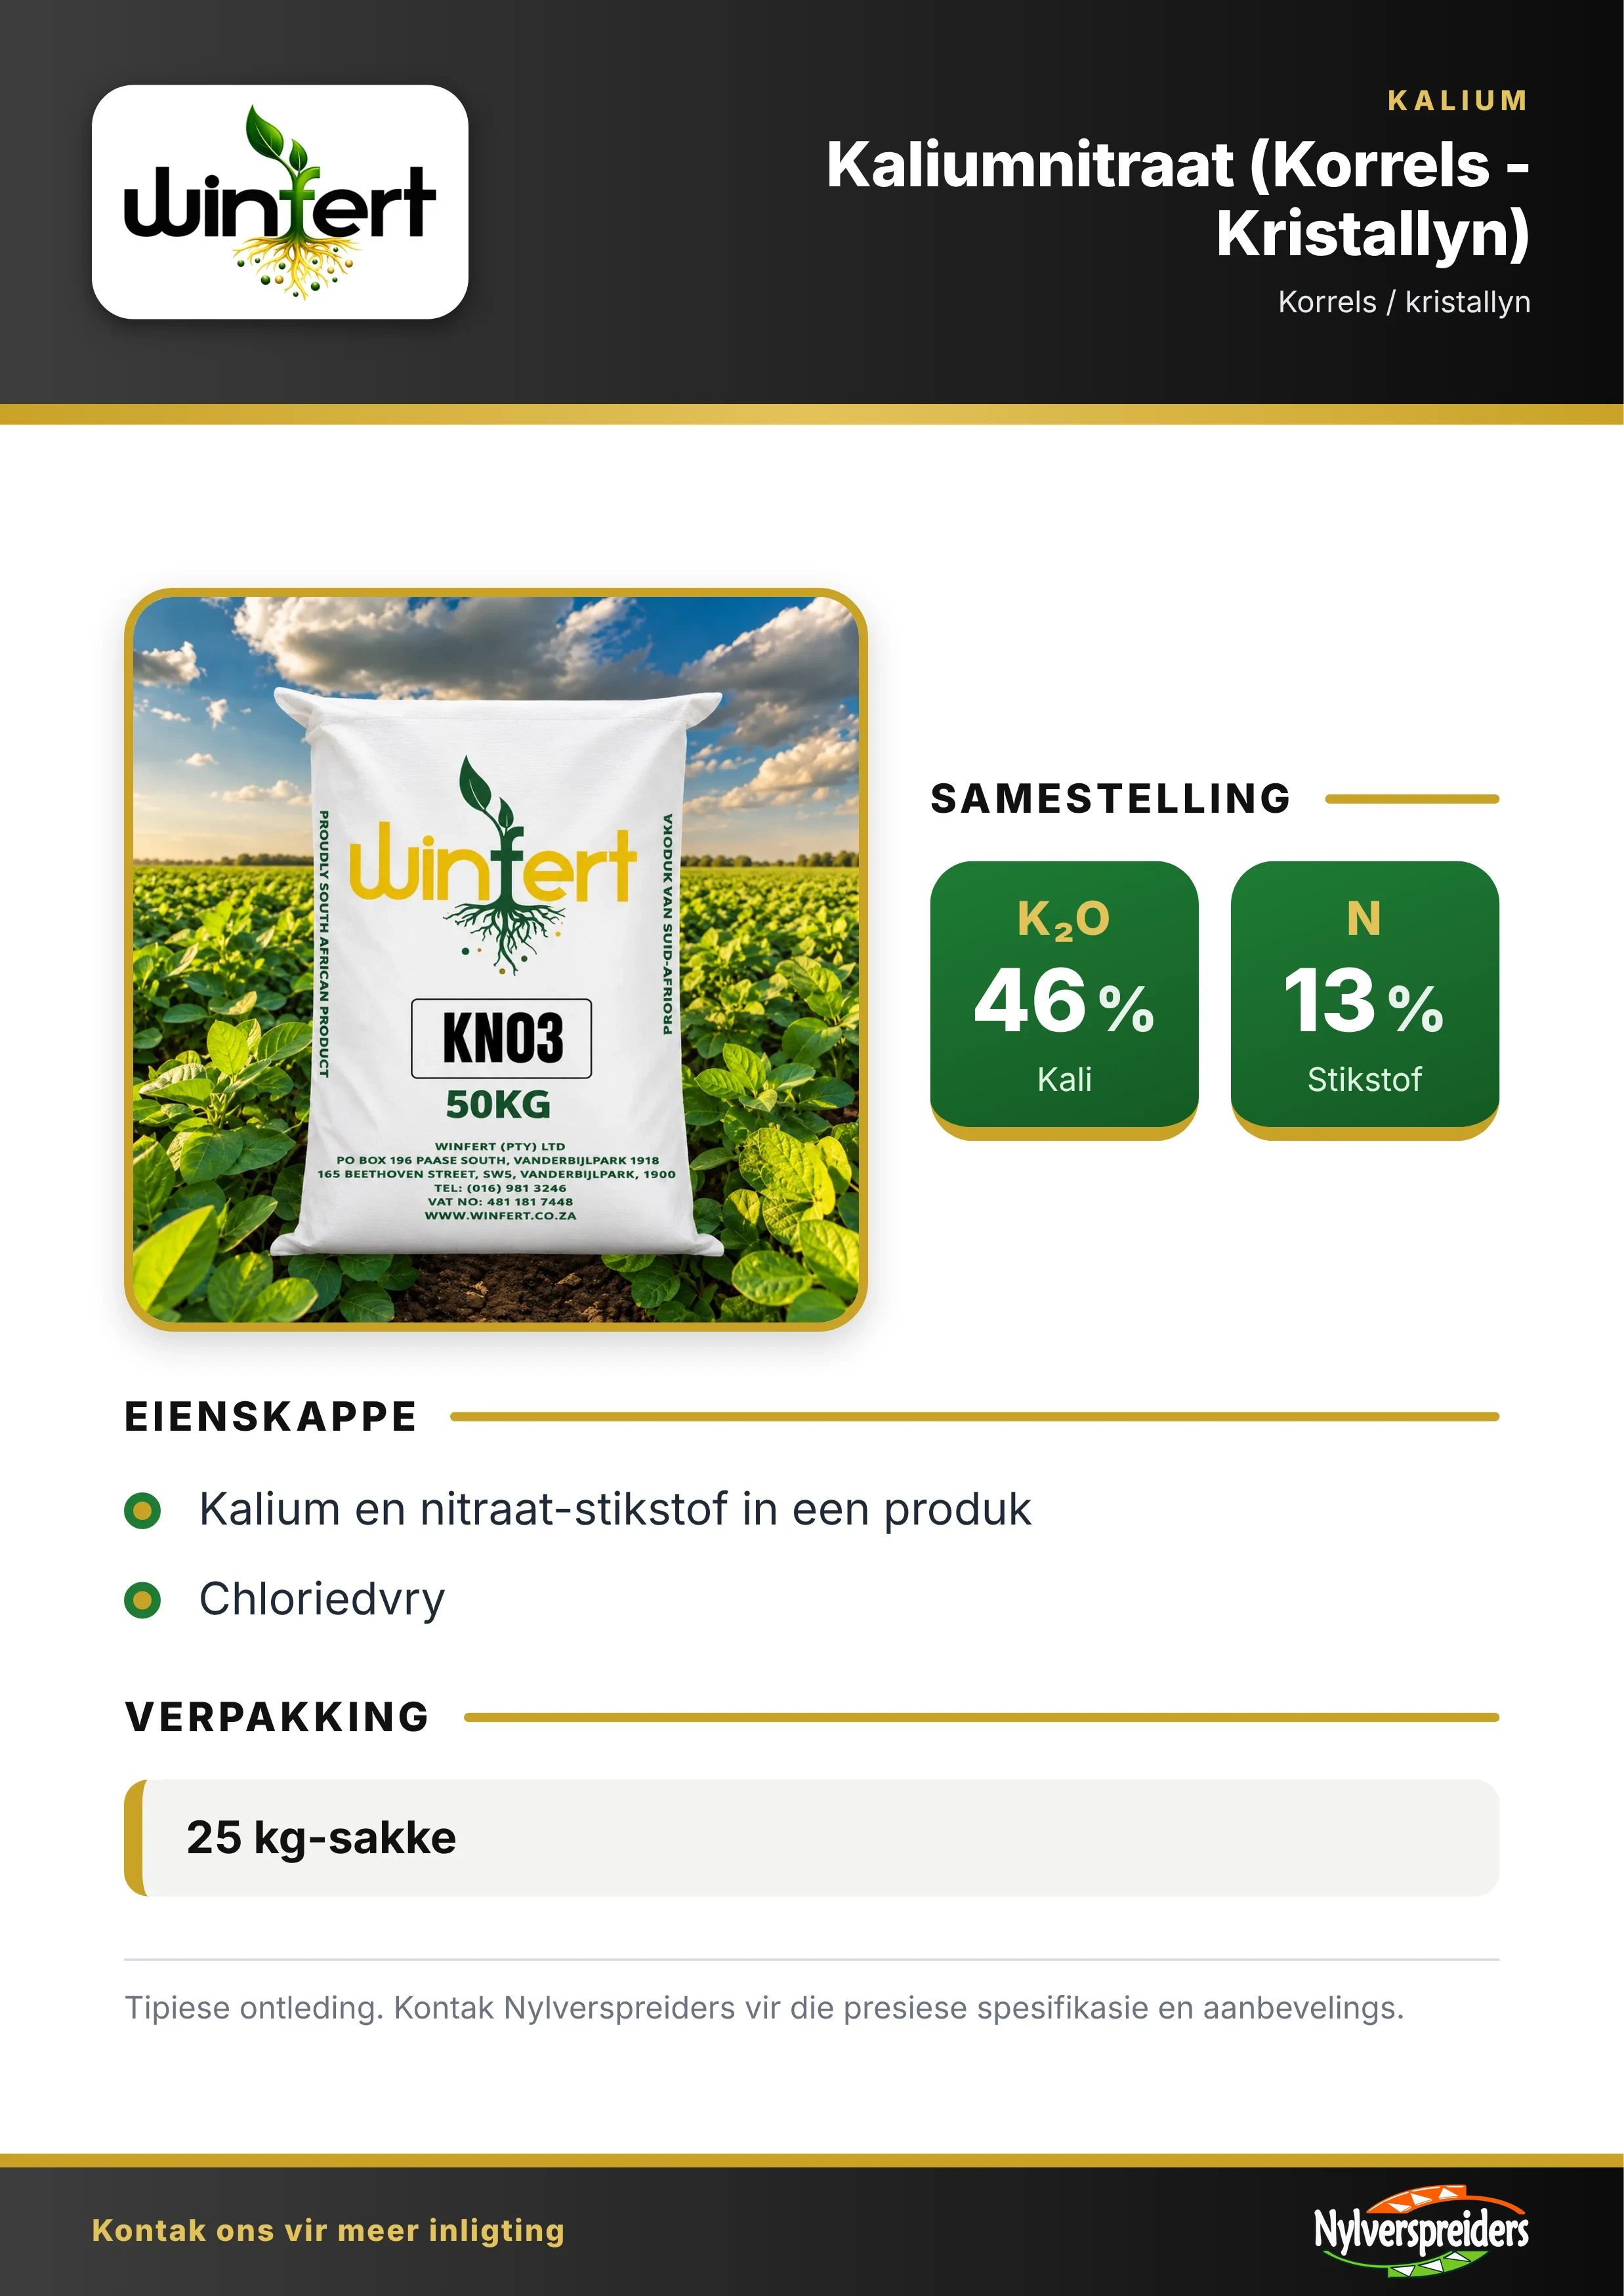 winfert
KALIUM
Kaliumnitraat (Korrels -
Kristallyn)
Korrels / kristallyn
PROUDLY SOUTH AFRICAN PRODUCT
winfert
PRODUK VAN SUID-AFRIKA
KNO3
50KG
WINFERT (PTY) LTD
PO BOX 196 PAASE SOUTH, VANDERBIJLPARK 1918
165 BEETHOVEN STREET, SW5, VANDERBIJLPARK, 1900
TEL: (016) 981 3246
VAT NO: 481 181 7448
WWW.WINFERT.CO.ZA
SAMESTELLING
K₂O
46%
Kali
N
13%
Stikstof
EIENSKAPPE
Kalium en nitraat-stikstof in een produk
Chloriedvry
VERPAKKING
25 kg-sakke
Tipiese ontleding. Kontak Nylverspreiders vir die presiese spesifikasie en aanbevelings.
Kontak ons vir meer inligting
Nylverspreiders